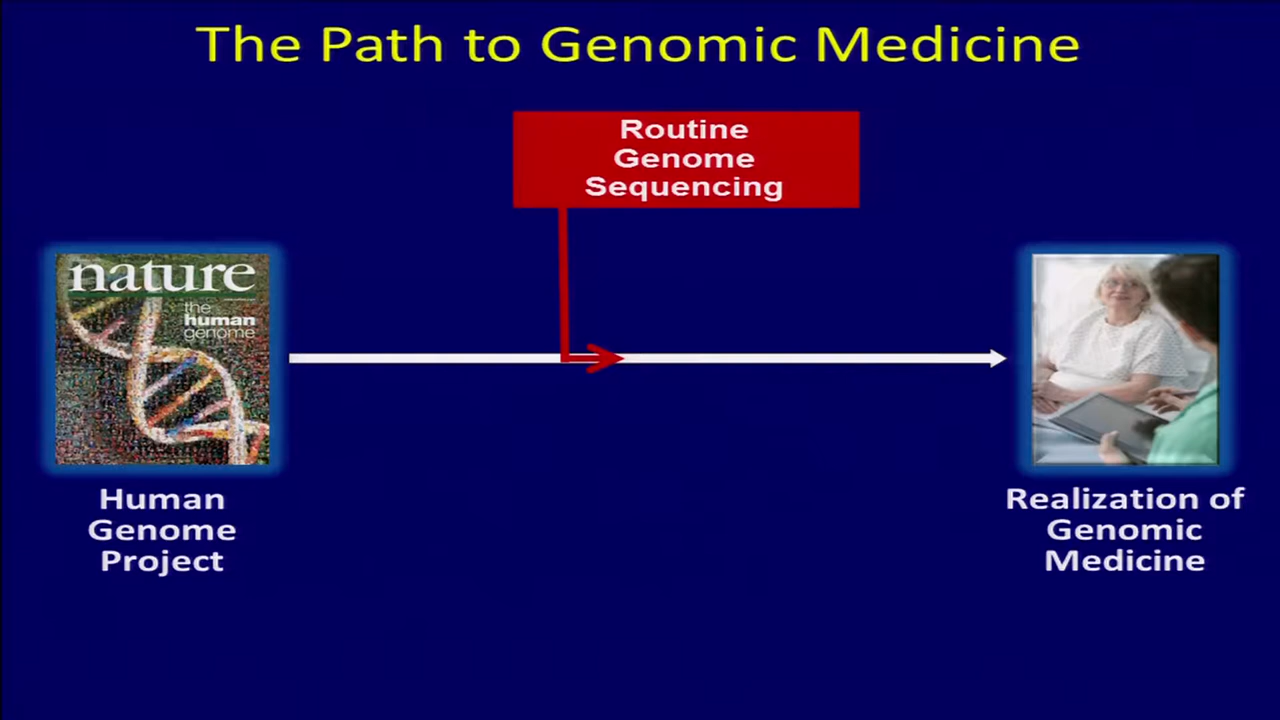 The Path to Genomic Medicine
Routine
Genome
Sequencing
nature
the
human
genome
Human
Genome
Project
Realization of
Genomic
Medicine